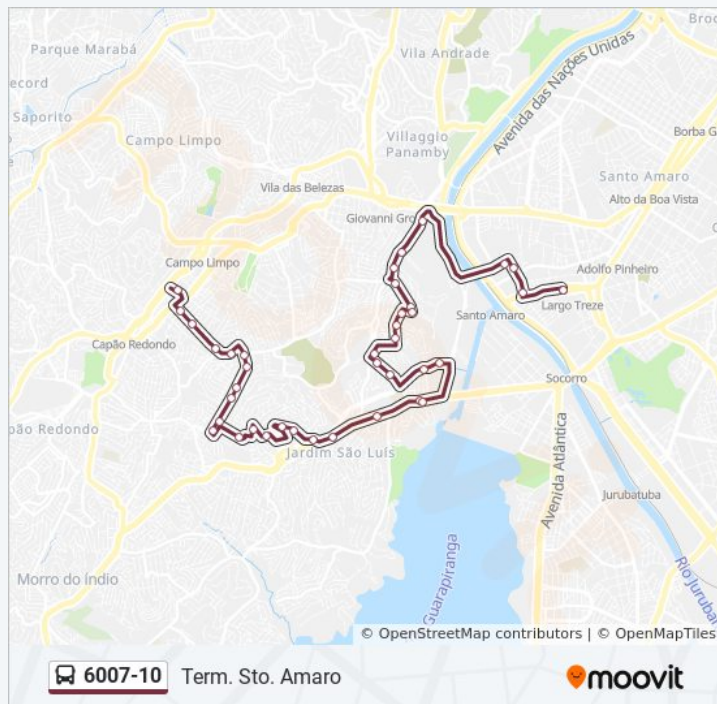 Broo
Parque Marabá
Vila Andrade
Avenida das Nações Unidas
ecord
Saporito
Campo Limpo
Villaggio
Panamby
Borba G
Santo Amaro
Vila das Belezas
Alto da Boa Vista
Giovanni Gro
Campo Limpo
Adolfo Pinheiro
Largo Treze
Santo Amaro
Capão Redondo
Socorro
pão Redondo
Jardim São Luís
Avenida Atlântica
Jurubatuba
Guarapiranga
Rio Jurubat
Morro do Índio
© OpenStreetMap contributors | © OpenMapTiles
6007-10 Term. Sto. Amaro
moovit